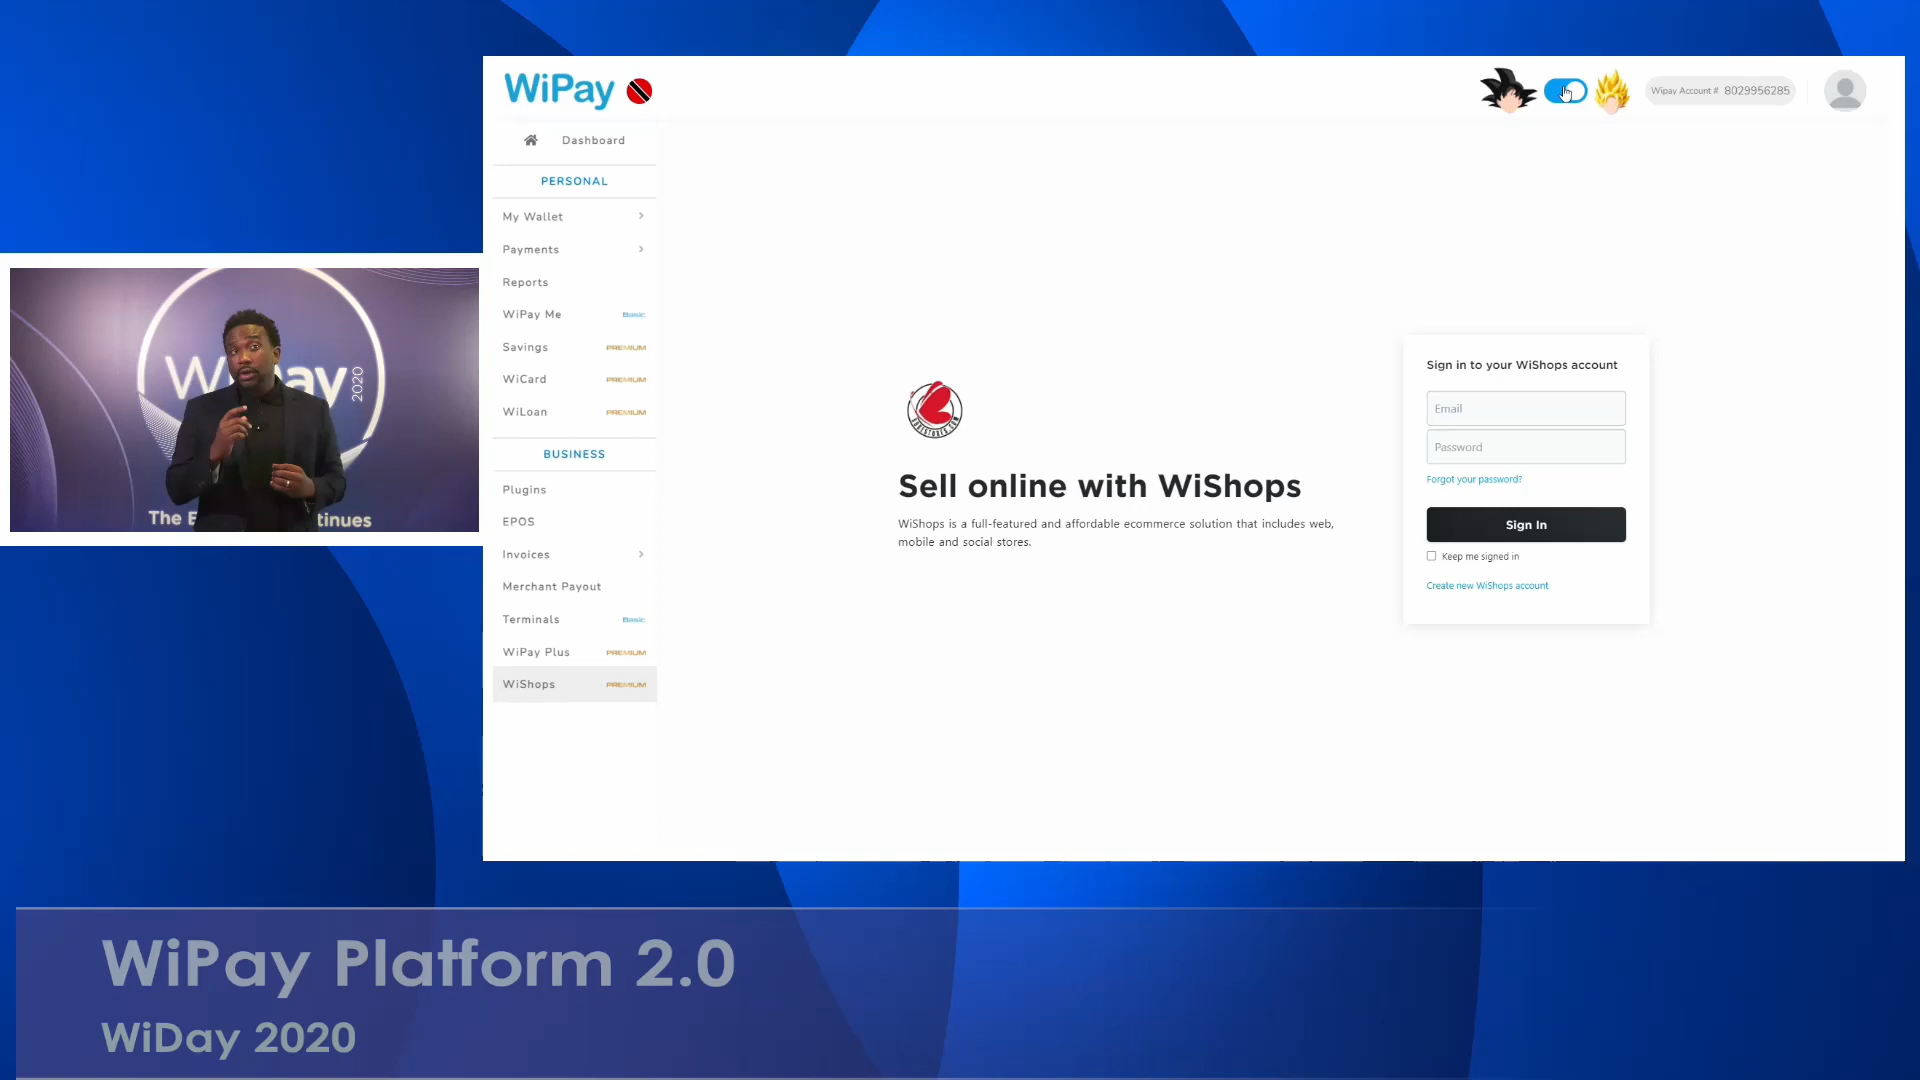 WiPay
Wipay Account # 8029956285
Dashboard
PERSONAL
My Wallet
Payments
Reports
WiPay Me Basic
Savings PREMIUM
WiCard PREMIUM
WiLoan PREMIUM
BUSINESS
Plugins
EPOS
Invoices
Merchant Payout
Terminals Basic
WiPay Plus PREMIUM
WiShops PREMIUM
Sell online with WiShops
WiShops is a full-featured and affordable ecommerce solution that includes web,
mobile and social stores.
Sign in to your WiShops account
Email
Password
Forgot your password?
Sign In
Keep me signed in
Create new WiShops account
2020
The
WiPay Platform 2.0
WiDay 2020